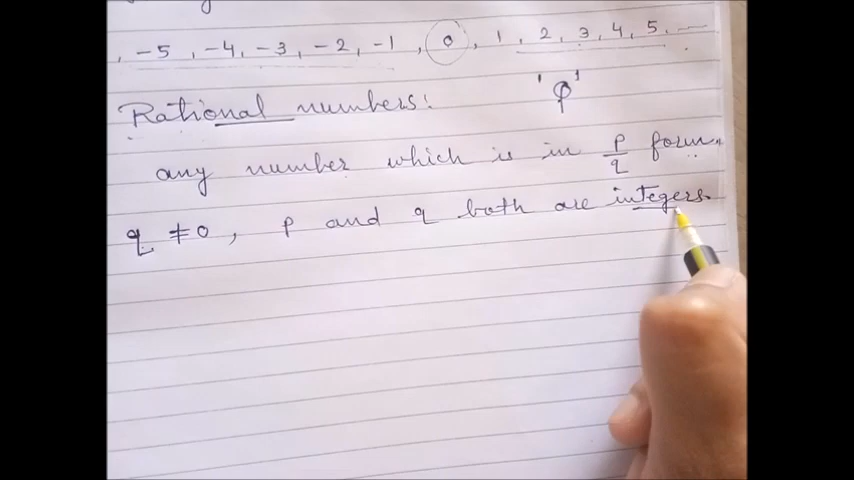 , -5, -4, -3, -2, -1, 0, 1, 2, 3, 4, 5, ...
Rational numbers: 'φ'
any number which is in p/q form,
q ≠ 0, p and q both are integers.